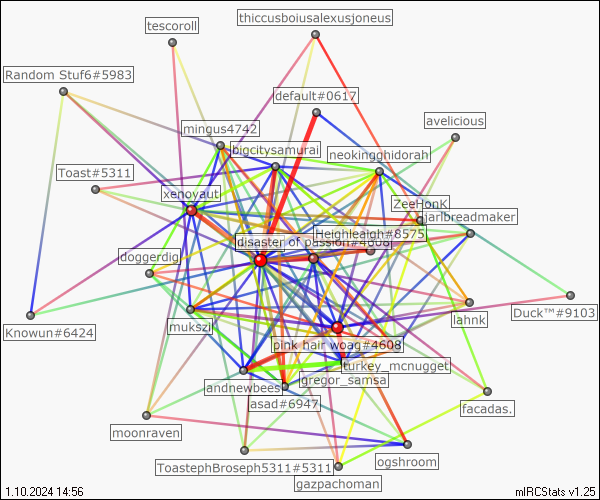 thiccusboiusalexusjoneus
tescoroll
Random Stuf6#5983
default#0617
avelicious
mingus4742
bigcitysamurai
neokingghidorah
Toast#5311
xenoyaut
ZeeHonK
jarlbeadmaker
Heighleigh#8575
disaster of passion#4608
doggerdig
Knowun#6424
mukszil
lahnk
Duck™#9103
pink hair woag#4608
turkey_mcnugget
gregor_samsa
andnewbees
asad#6947
facadas.
moonraven
ogshroom
ToastephBroseph5311#5311
gazpachoman
1.10.2024 14:56
mIRCStats v1.25